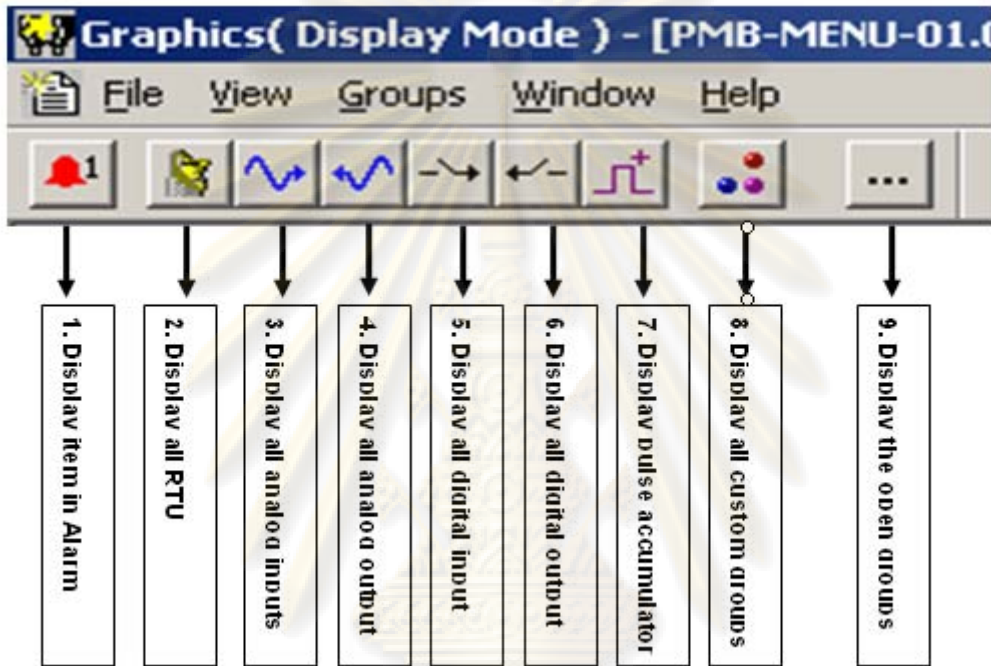 Graphics( Display Mode ) - [PMB-MENU-01.
File View Groups Window Help
1
...
1. Display item in Alarm
2. Display all RTU
3. Display all analog inputs
4. Display all analog output
5. Display all digital input
6. Display all digital output
7. Display pulse accumulator
8. Display all custom groups
9. Display the open groups